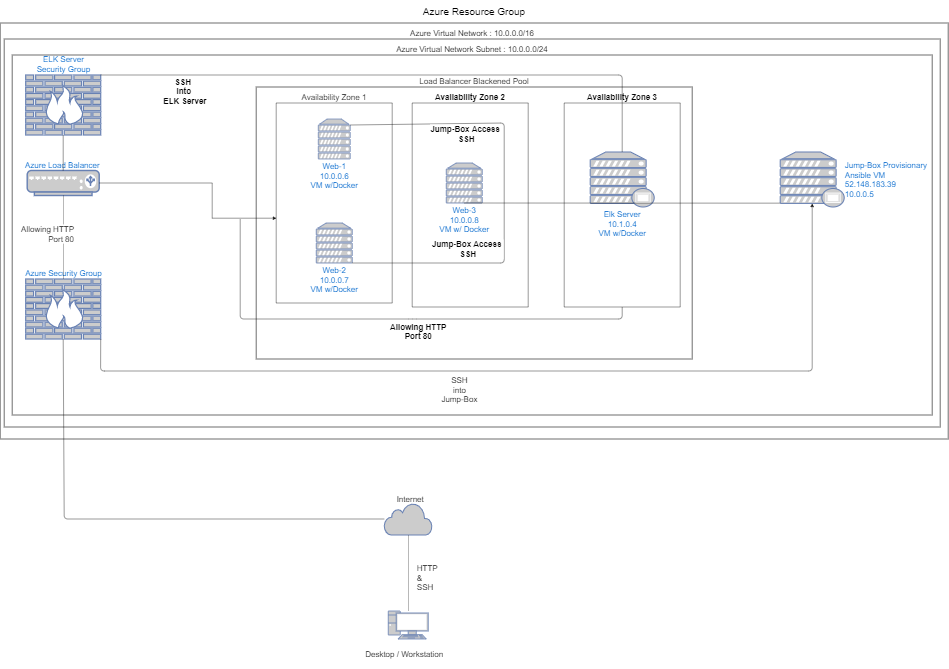 Azure Resource Group
Azure Virtual Network : 10.0.0.0/16
Azure Virtual Network Subnet : 10.0.0.0/24
ELK Server
Security Group
SSH
into
ELK Server
Load Balancer Blackened Pool
Availability Zone 1
Availability Zone 2
Availability Zone 3
Jump-Box Access
SSH
Web-1
10.0.0.6
VM w/Docker
Azure Load Balancer
Jump-Box Provisionary
Ansible VM
52.148.183.39
10.0.0.5
Web-3
10.0.0.8
VM w/ Docker
Elk Server
10.1.0.4
VM w/Docker
Allowing HTTP
Port 80
Jump-Box Access
SSH
Web-2
10.0.0.7
VM w/Docker
Azure Security Group
Allowing HTTP
Port 80
SSH
into
Jump-Box
Internet
HTTP
&
SSH
Desktop / Workstation